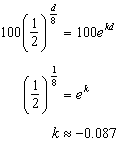 100(1/2)^(d/8) = 100e^(kd)
(1/2)^(1/8) = e^k
k ≈ -0.087